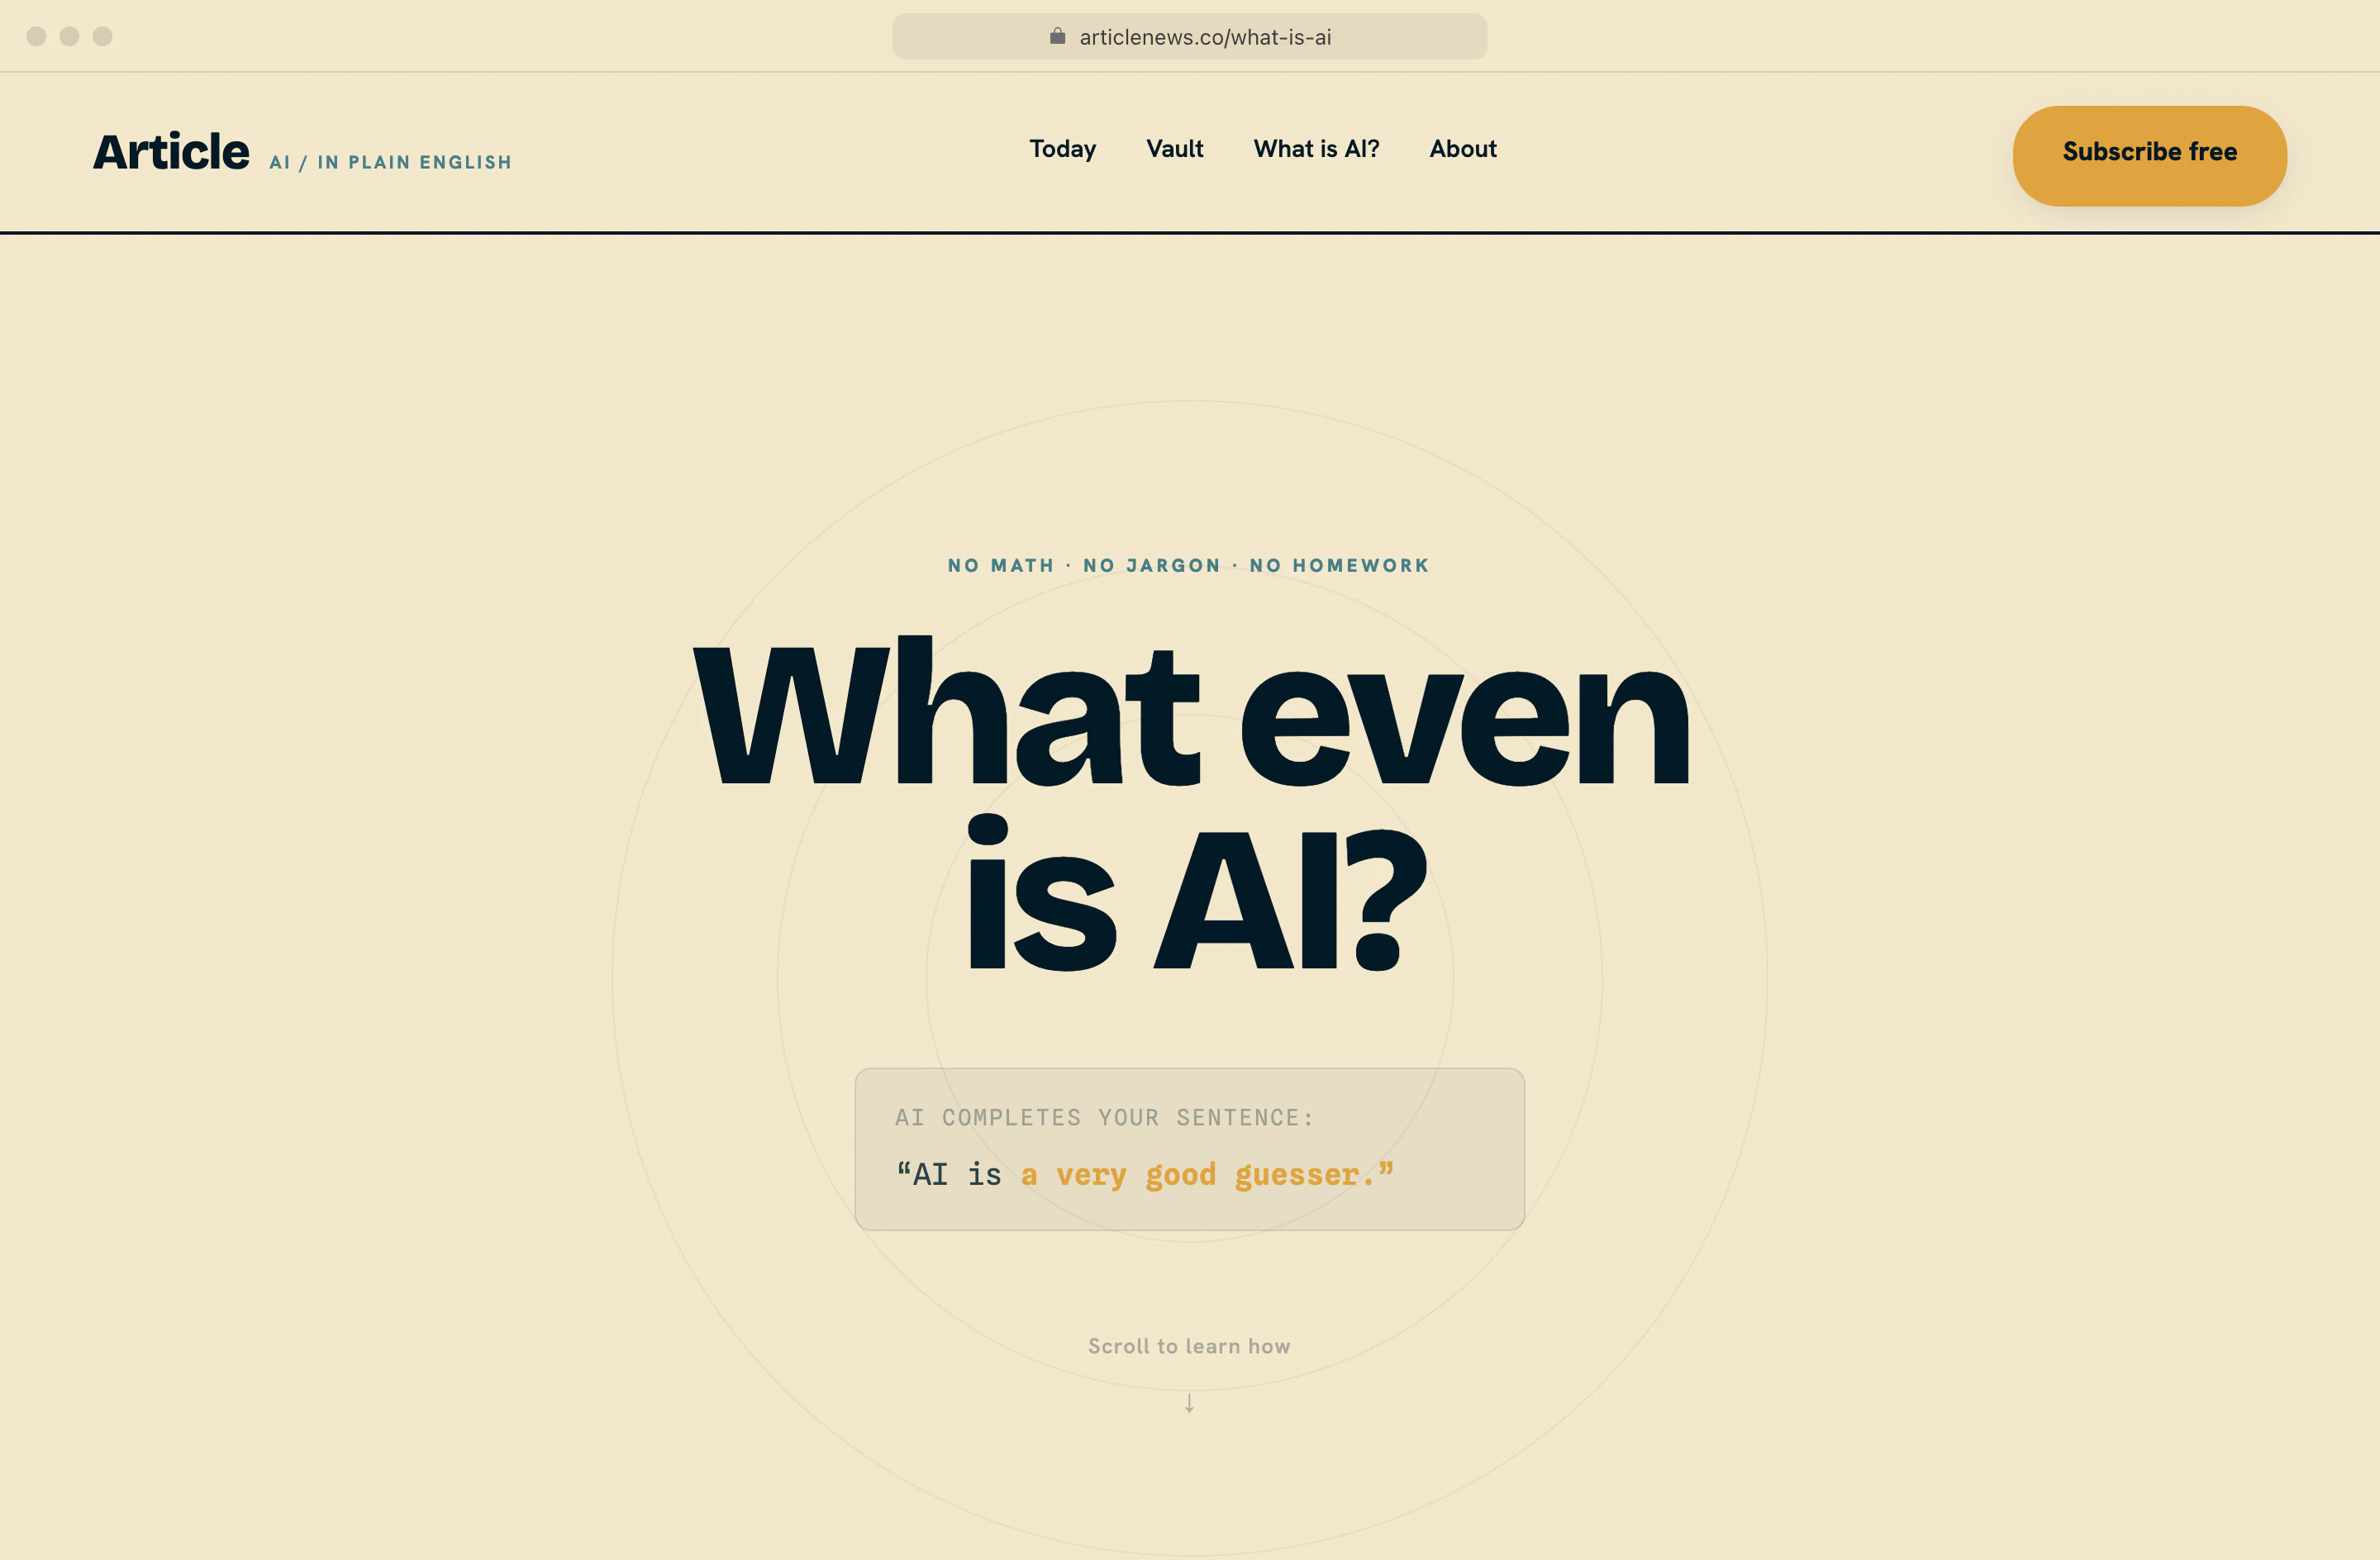 articlenews.co/what-is-ai
Article AI / IN PLAIN ENGLISH
Today Vault What is AI? About
Subscribe free
NO MATH · NO JARGON · NO HOMEWORK
What even
is AI?
AI COMPLETES YOUR SENTENCE:
“AI is a very good guesser.”
Scroll to learn how
↓